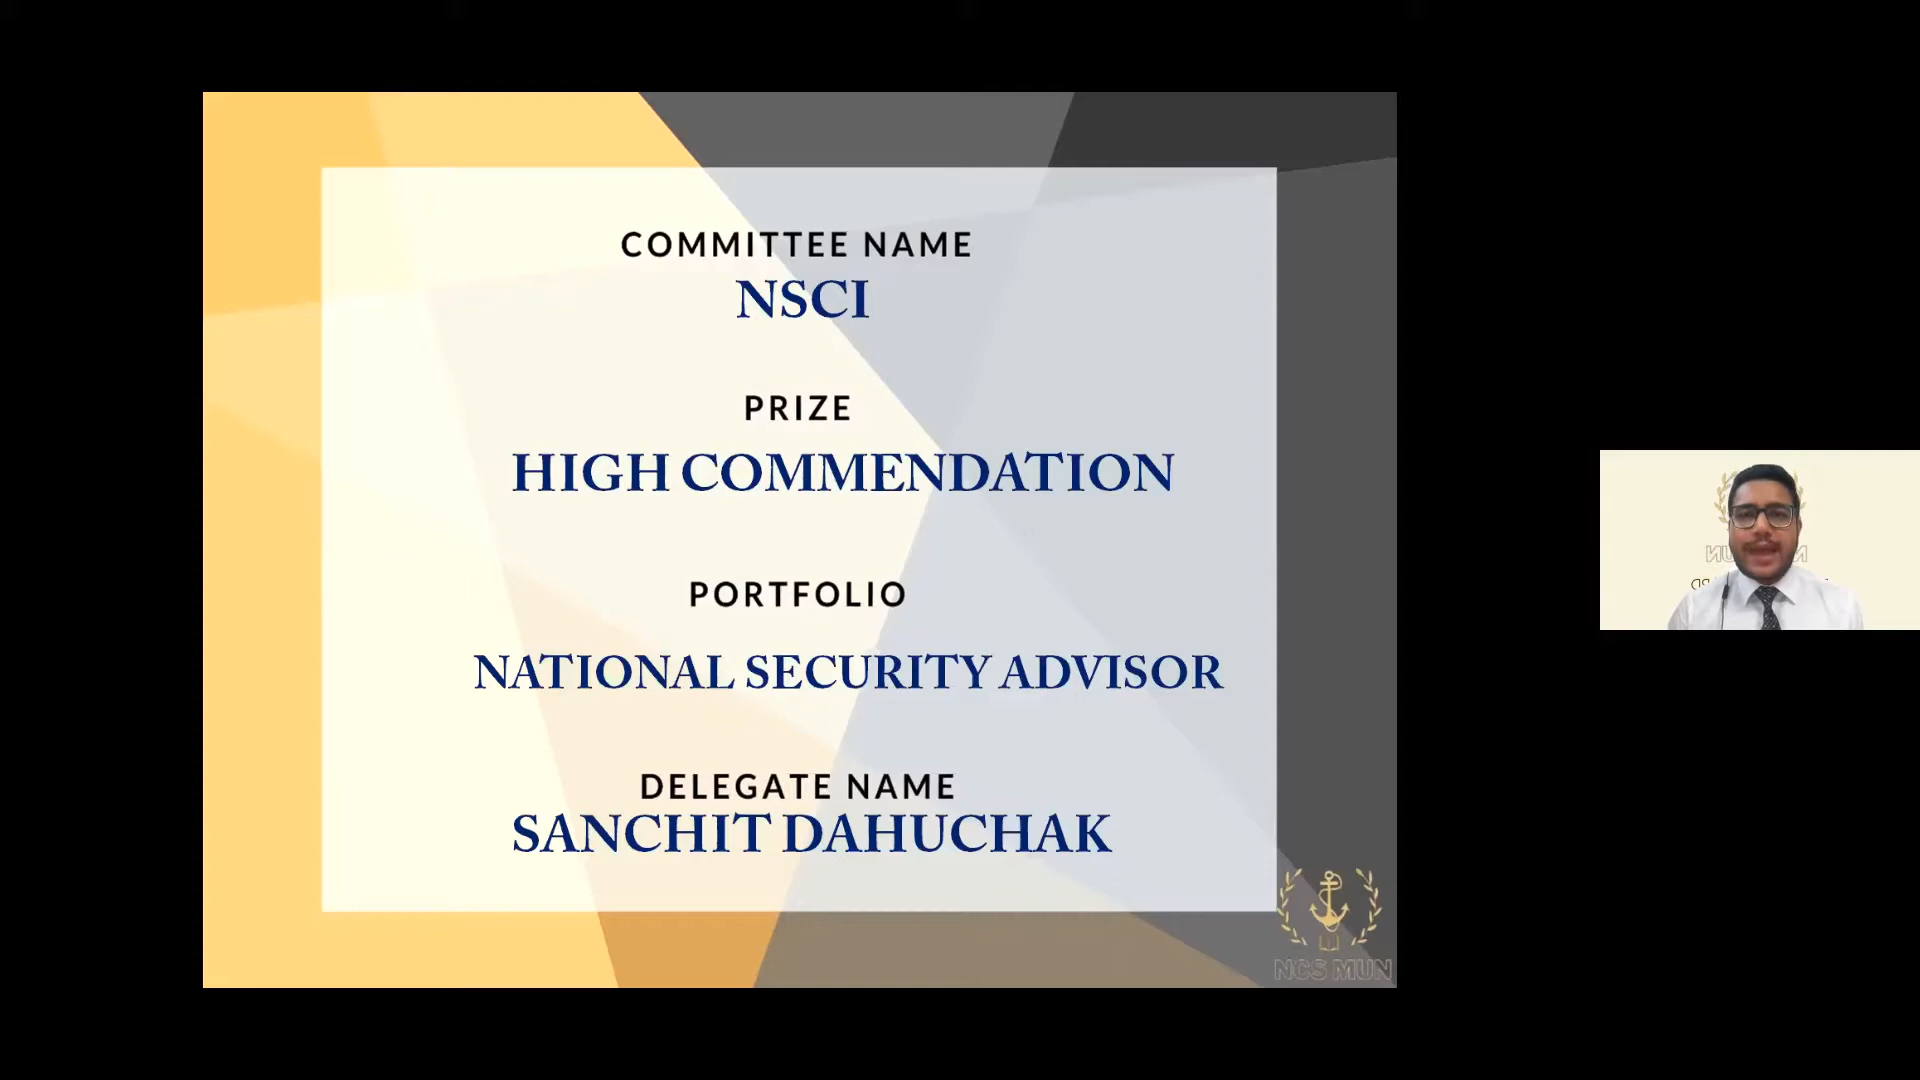 COMMITTEE NAME
NSCI
PRIZE
HIGH COMMENDATION
PORTFOLIO
NATIONAL SECURITY ADVISOR
DELEGATE NAME
SANCHIT DAHUCHAK
NCS MUN